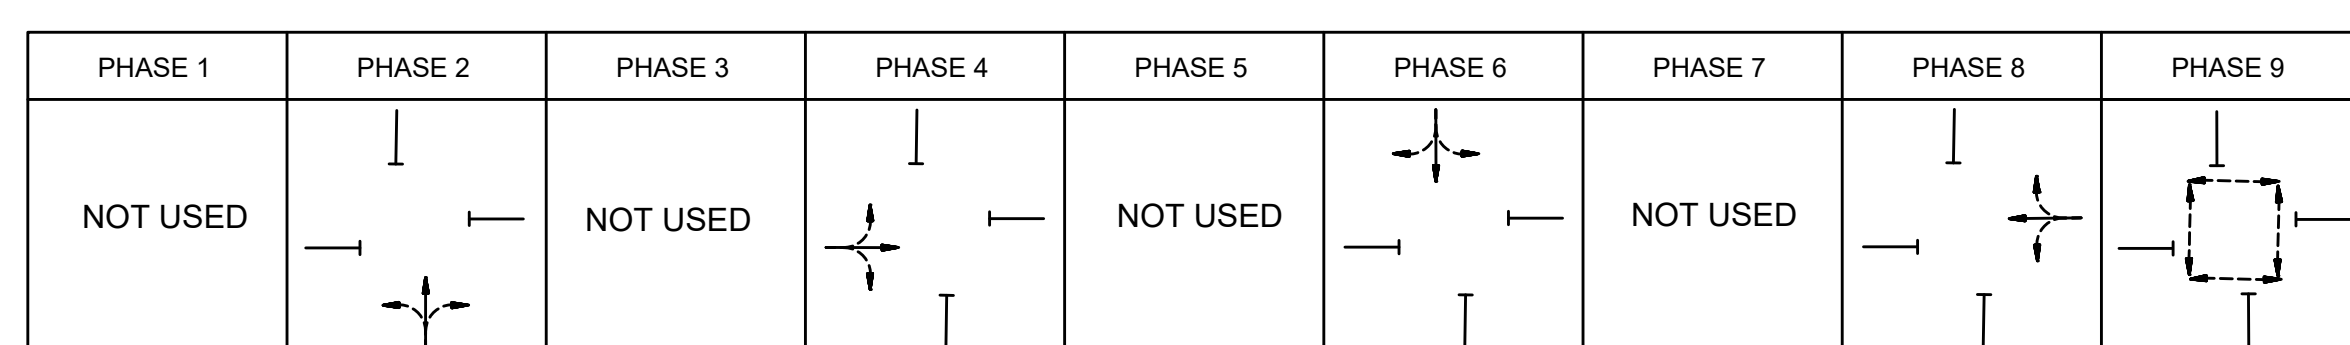 PHASE 1 PHASE 2 PHASE 3 PHASE 4 PHASE 5 PHASE 6 PHASE 7 PHASE 8 PHASE 9
NOT USED NOT USED NOT USED NOT USED